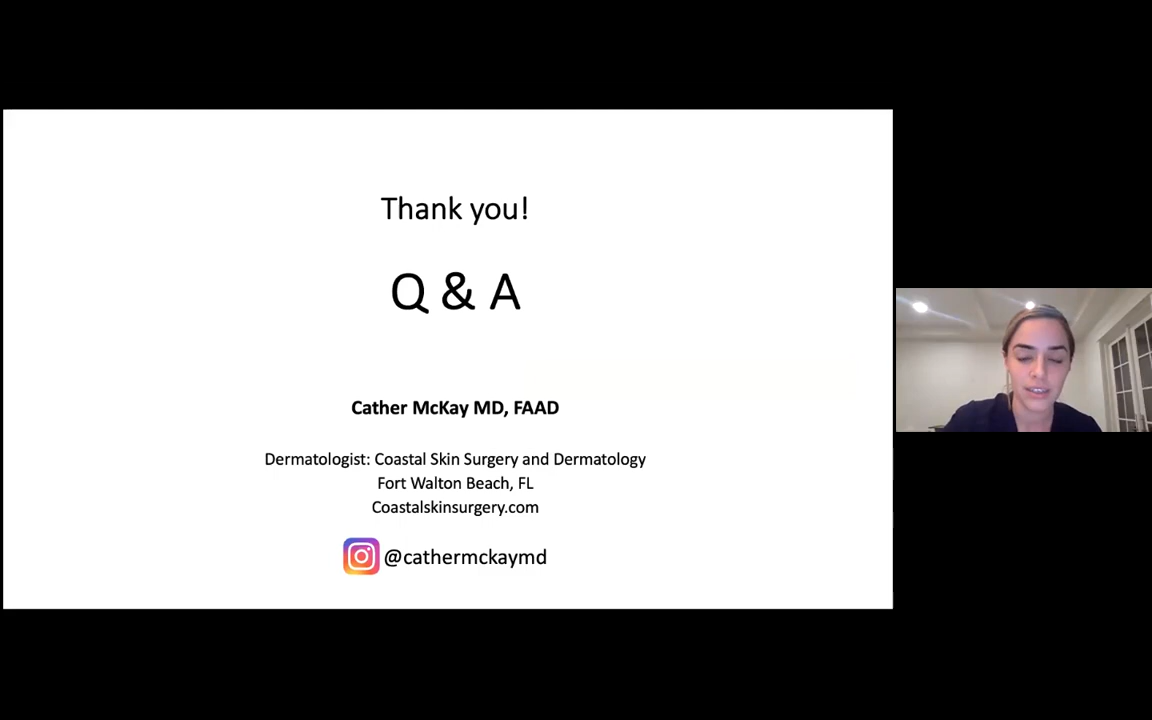 Thank you!
Q & A
Cather McKay MD, FAAD
Dermatologist: Coastal Skin Surgery and Dermatology
Fort Walton Beach, FL
Coastalskinsurgery.com
@cathermckaymd